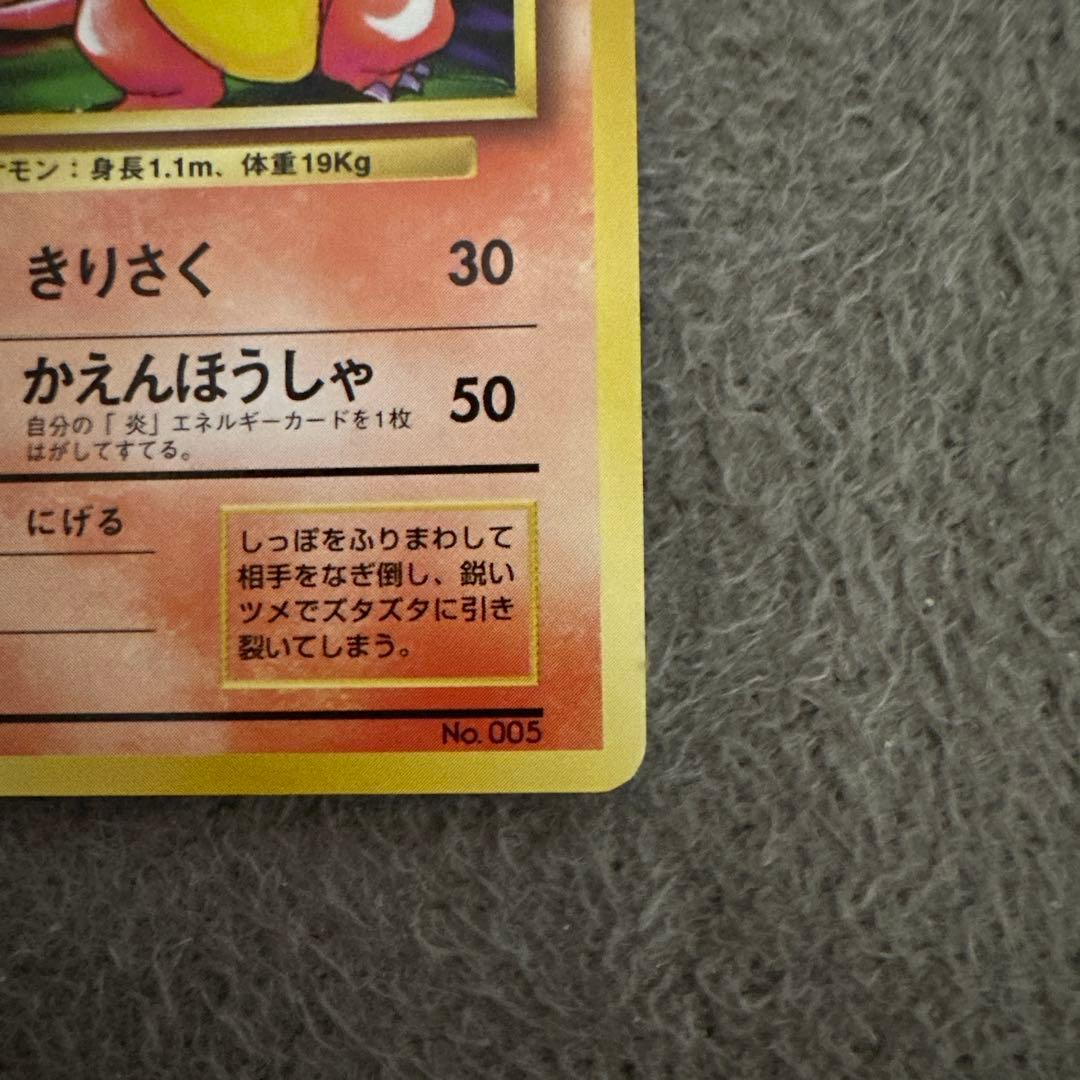 ケモン：身長1.1m、体重19Kg
きりさく 30
かえんほうしゃ 50
自分の「炎」エネルギーカードを1枚
はがしてすてる。
にげる
しっぽをふりまわして
相手をなぎ倒し、鋭い
ツメでズタズタに引き
裂いてしまう。
No. 005